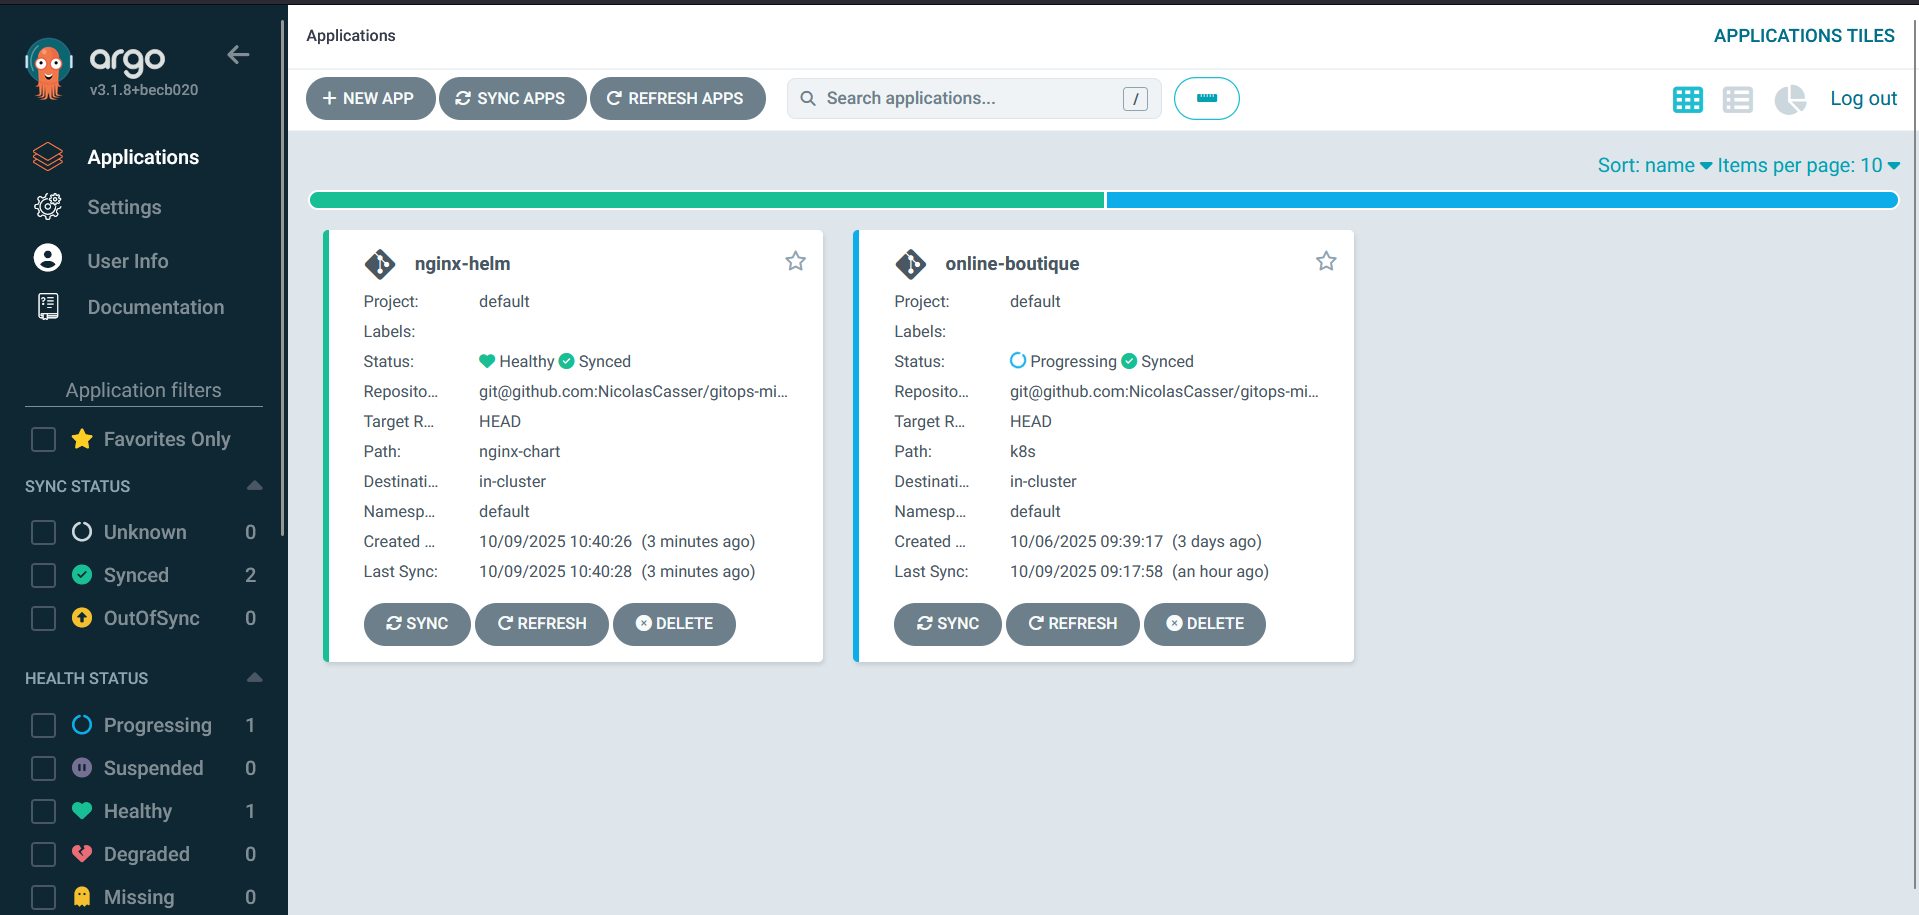 argo
v3.1.8+becb020
Applications
Settings
User Info
Documentation
Application filters
Favorites Only
SYNC STATUS
Unknown 0
Synced 2
OutOfSync 0
HEALTH STATUS
Progressing 1
Suspended 0
Healthy 1
Degraded 0
Missing 0
Applications
APPLICATIONS TILES
NEW APP SYNC APPS REFRESH APPS Search applications... / Log out
Sort: name Items per page: 10
nginx-helm
Project: default
Labels:
Status: Healthy Synced
Reposito... git@github.com:NicolasCasser/gitops-mi...
Target R... HEAD
Path: nginx-chart
Destinati... in-cluster
Namesp... default
Created ... 10/09/2025 10:40:26 (3 minutes ago)
Last Sync: 10/09/2025 10:40:28 (3 minutes ago)
SYNC REFRESH DELETE
online-boutique
Project: default
Labels:
Status: Progressing Synced
Reposito... git@github.com:NicolasCasser/gitops-mi...
Target R... HEAD
Path: k8s
Destinati... in-cluster
Namesp... default
Created ... 10/06/2025 09:39:17 (3 days ago)
Last Sync: 10/09/2025 09:17:58 (an hour ago)
SYNC REFRESH DELETE